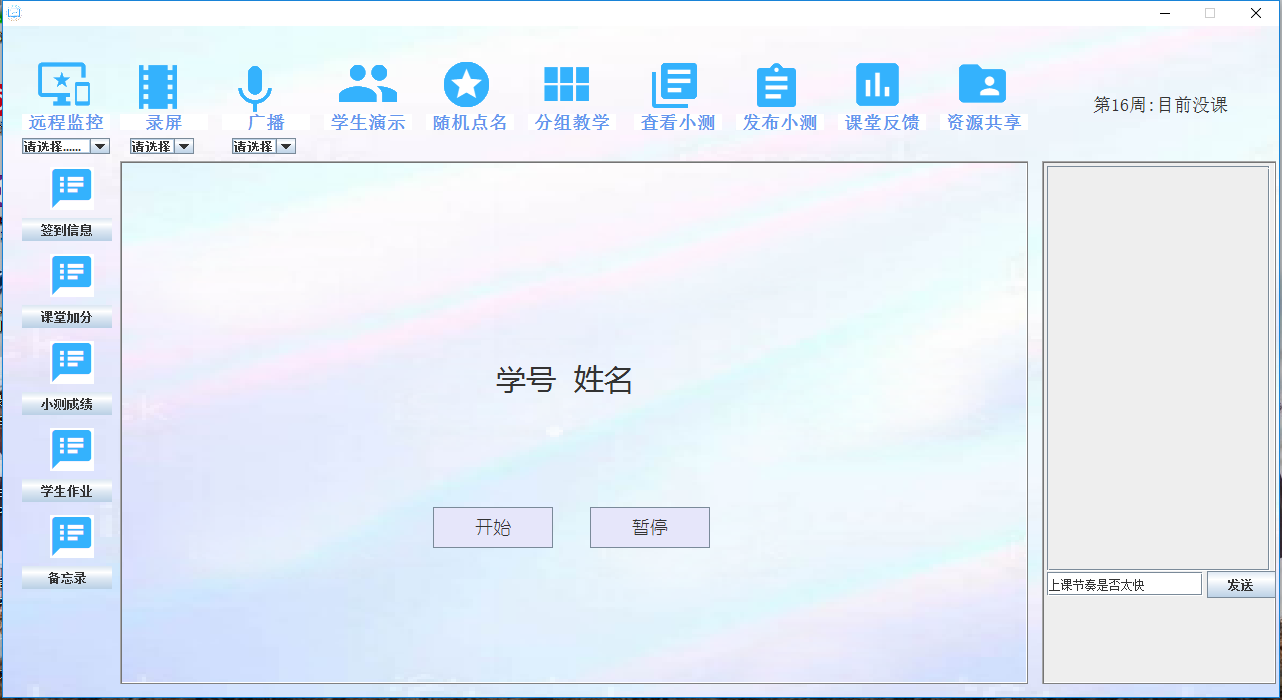 第16周:目前没课
远程监控
录屏
广播
学生演示
随机点名
分组教学
查看小测
发布小测
课堂反馈
资源共享
请选择......
请选择
请选择
签到信息
课堂加分
小测成绩
学生作业
备忘录
学号 姓名
开始
暂停
上课节奏是否太快
发送